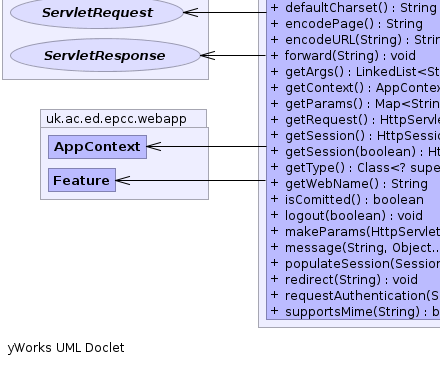 ServletRequest
ServletResponse
uk.ac.ed.epcc.webapp
AppContext
Feature
+ defaultCharset() : String
+ encodePage() : String
+ encodeURL(String) : Strin
+ forward(String) : void
+ getArgs() : LinkedList<St
+ getContext() : AppContex
+ getParams() : Map<String
+ getRequest() : HttpServle
+ getSession() : HttpSessio
+ getSession(boolean) : Ht
+ getType() : Class<? supe
+ getWebName() : String
+ isComitted() : boolean
+ logout(boolean) : void
+ makeParams(HttpServlet
+ message(String, Object..
+ populateSession(Session
+ redirect(String) : void
+ requestAuthentication(S
+ supportsMime(String) : b
yWorks UML Doclet